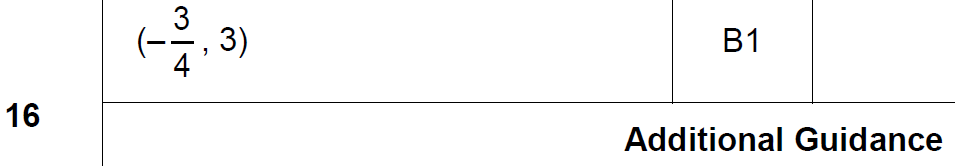 (–3/4, 3) B1
16
Additional Guidance